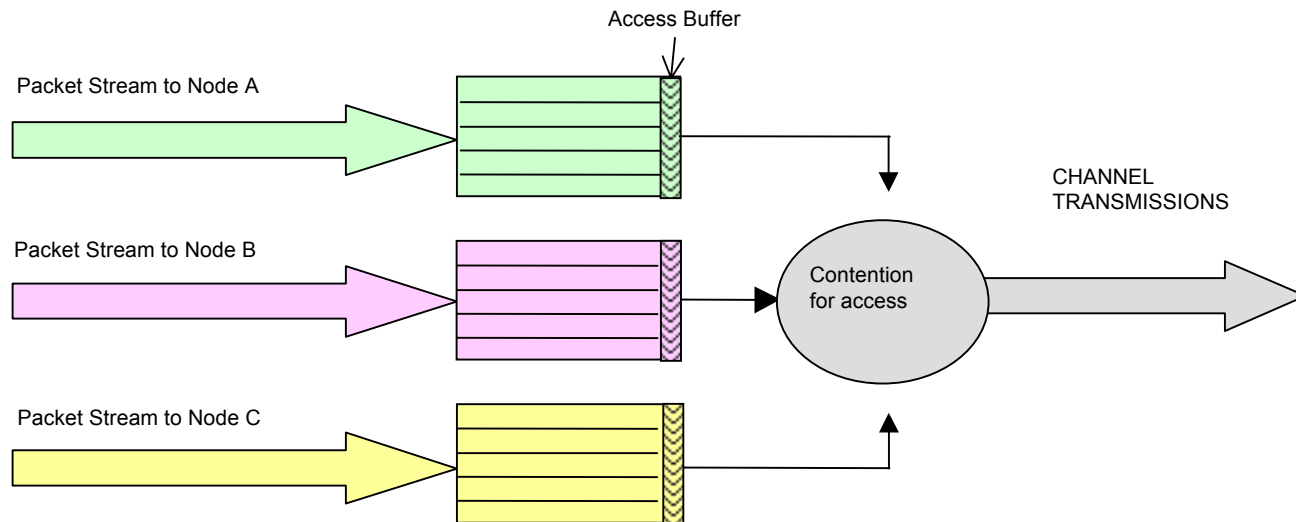 Access Buffer
Packet Stream to Node A
CHANNEL
TRANSMISSIONS
Packet Stream to Node B
Contention
for access
Packet Stream to Node C